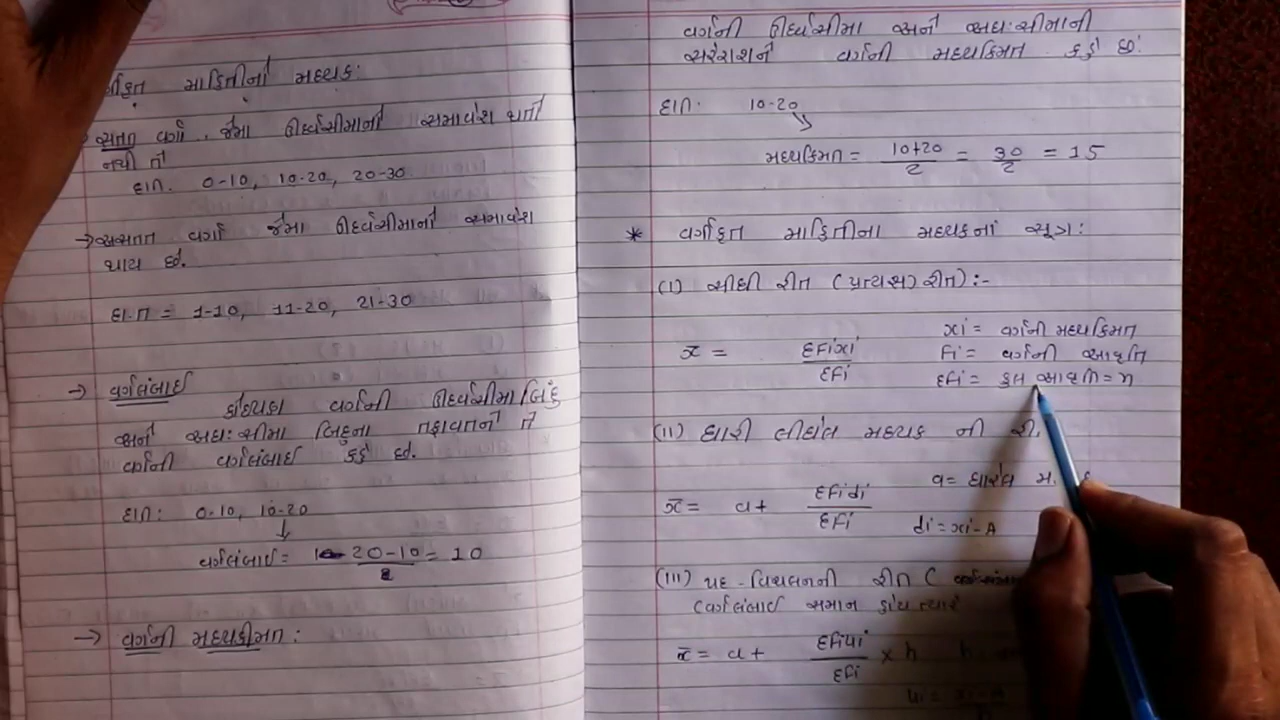 માહિતીનો મધ્યક:
સતત વર્ગો . જેમા ઊર્ધ્વસીમાનો સમાવેશ થતો
નથી તો
દા.ત. 0-10, 10-20, 20-30
→ અસતત વર્ગો જેમા ઊર્ધ્વસીમાનો સમાવેશ
થાય છે.
દા.ત = 1-10, 11-20, 21-30
→ વર્ગલંબાઈ
કોઇપણ વર્ગની ઊર્ધ્વસીમા બિંદુ
અને અધ:સીમા બિંદુના તફાવતને તે
વર્ગની વર્ગલંબાઈ કહે છે.
દા.ત: 0-10, 10-20
↓
વર્ગલંબાઈ = 20-10 = 10
→ વર્ગની મધ્યકીમત :
વર્ગની ઊર્ધ્વસીમા અને અધ:સીમાની
સરેરાશને વર્ગની મધ્યકિમત કહે છે:
દા.ત. 10-20
મધ્યકિમત = 10+20/2 = 30/2 = 15
* વર્ગીકૃત માહિતીના મધ્યકનાં સૂત્ર:
(I) સીધી રીત (પ્રત્યક્ષ) રીત) :-
x̄ = Σfixi/Σfi
xi = વર્ગની મધ્યકિમત
fi = વર્ગની આવૃત્તિ
Σfi = કુલ આવૃત્તિ = n
(II) ધારી લીધેલ મધ્યક ની રી.
x̄ = a + Σfidi/Σfi
a = ધારેલ મ.
di = xi - A
(III) પદ-વિચલનની રીત (
(વર્ગલંબાઈ સમાન હોય ત્યારે
x̄ = a + Σfiui/Σfi × h
ui = xi-A